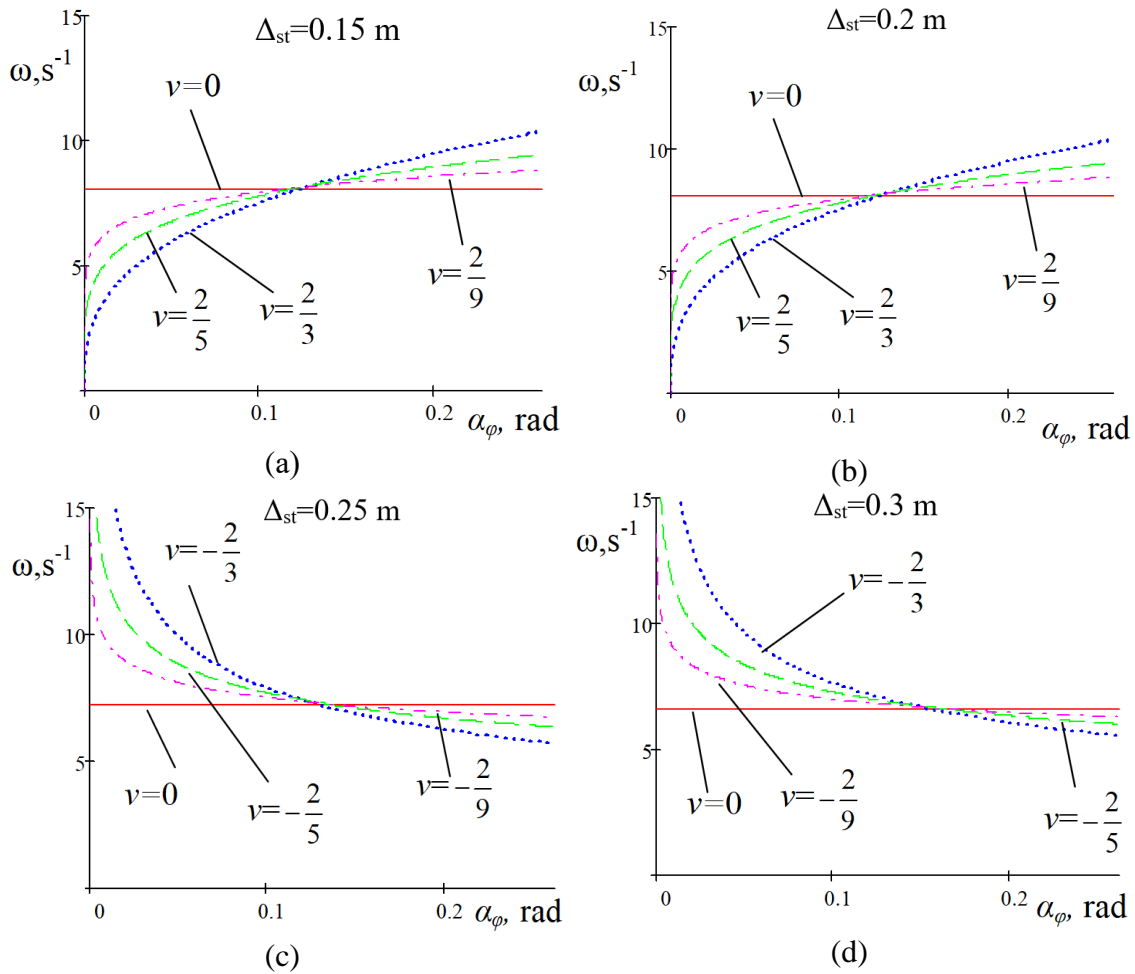 Δst=0.15 m
15
ω,s⁻¹
v=0
10
5
v=2/5
v=2/3
v=2/9
0
0.1
0.2
αφ, rad
(a)
Δst=0.2 m
15
ω,s⁻¹
v=0
10
5
v=2/5
v=2/3
v=2/9
0
0.1
0.2
αφ, rad
(b)
Δst=0.25 m
15
ω,s⁻¹
v=−2/3
10
5
v=0
v=−2/5
v=−2/9
0
0.1
0.2
αφ, rad
(c)
Δst=0.3 m
15
ω,s⁻¹
v=−2/3
10
5
v=0
v=−2/9
v=−2/5
0
0.1
0.2
αφ, rad
(d)